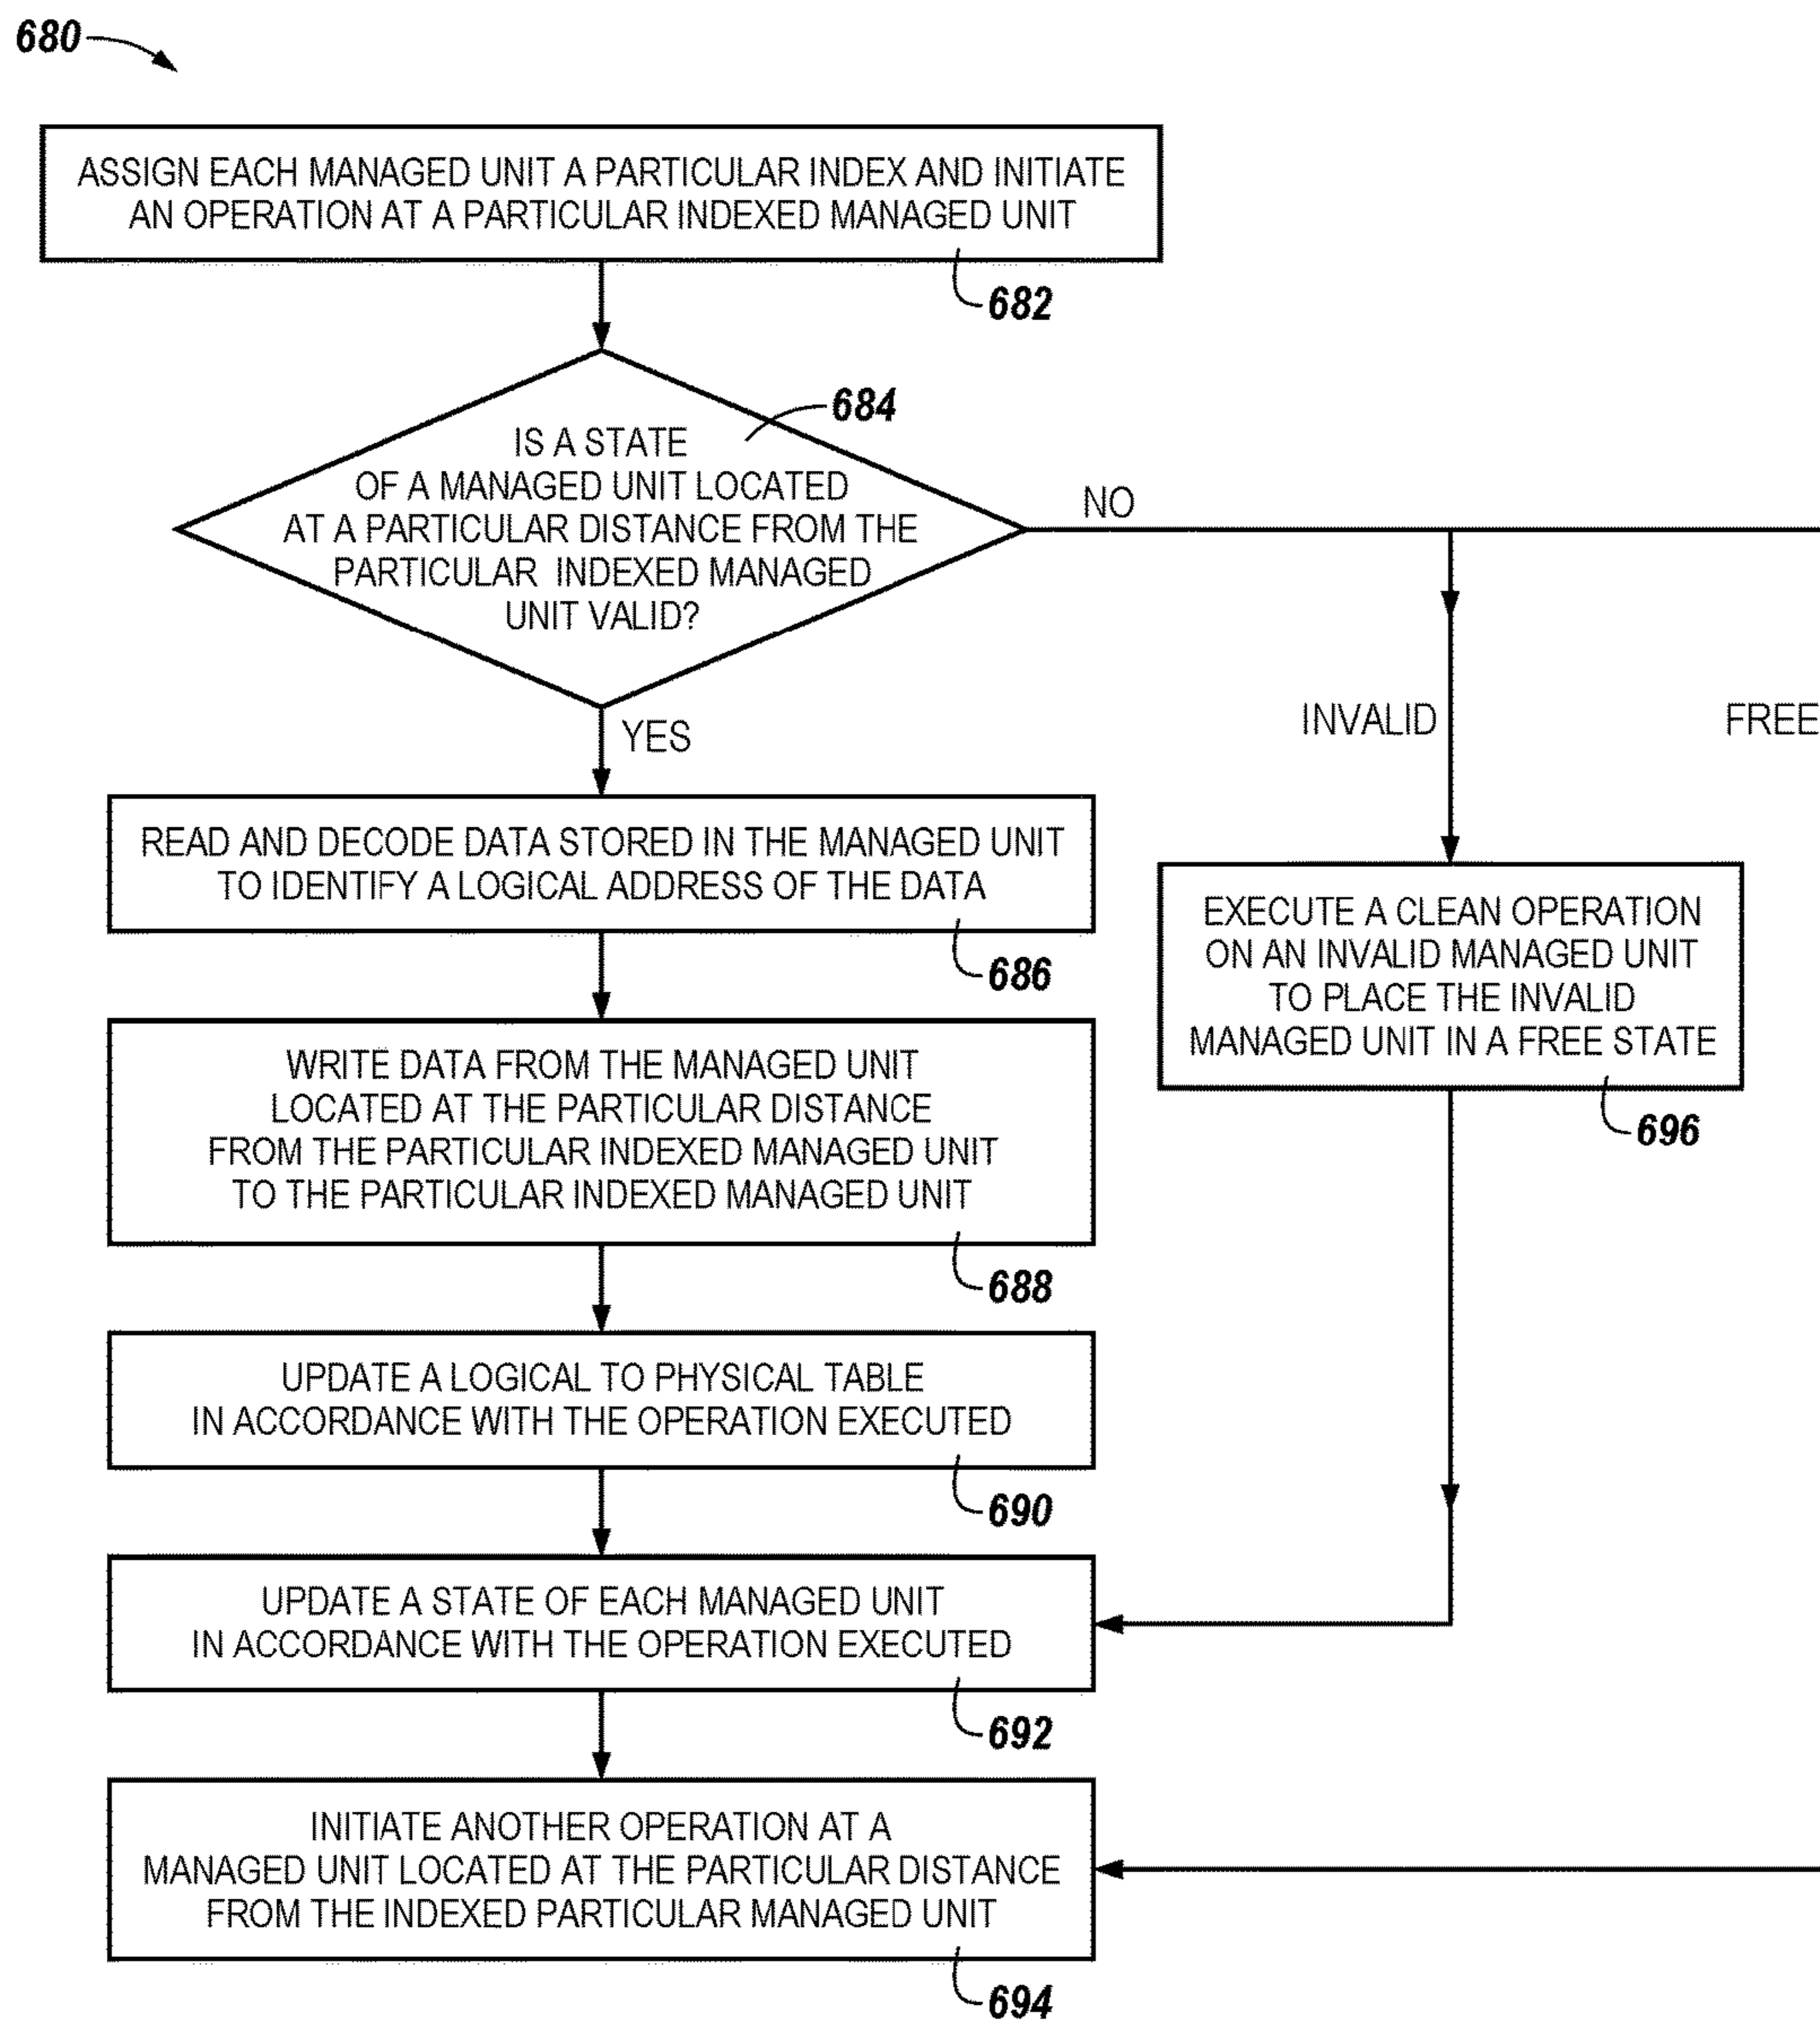 680
ASSIGN EACH MANAGED UNIT A PARTICULAR INDEX AND INITIATE
AN OPERATION AT A PARTICULAR INDEXED MANAGED UNIT
682
684
IS A STATE
OF A MANAGED UNIT LOCATED
AT A PARTICULAR DISTANCE FROM THE
PARTICULAR INDEXED MANAGED
UNIT VALID?
NO
YES
INVALID
FREE
READ AND DECODE DATA STORED IN THE MANAGED UNIT
TO IDENTIFY A LOGICAL ADDRESS OF THE DATA
686
EXECUTE A CLEAN OPERATION
ON AN INVALID MANAGED UNIT
TO PLACE THE INVALID
MANAGED UNIT IN A FREE STATE
696
WRITE DATA FROM THE MANAGED UNIT
LOCATED AT THE PARTICULAR DISTANCE
FROM THE PARTICULAR INDEXED MANAGED UNIT
TO THE PARTICULAR INDEXED MANAGED UNIT
688
UPDATE A LOGICAL TO PHYSICAL TABLE
IN ACCORDANCE WITH THE OPERATION EXECUTED
690
UPDATE A STATE OF EACH MANAGED UNIT
IN ACCORDANCE WITH THE OPERATION EXECUTED
692
INITIATE ANOTHER OPERATION AT A
MANAGED UNIT LOCATED AT THE PARTICULAR DISTANCE
FROM THE INDEXED PARTICULAR MANAGED UNIT
694